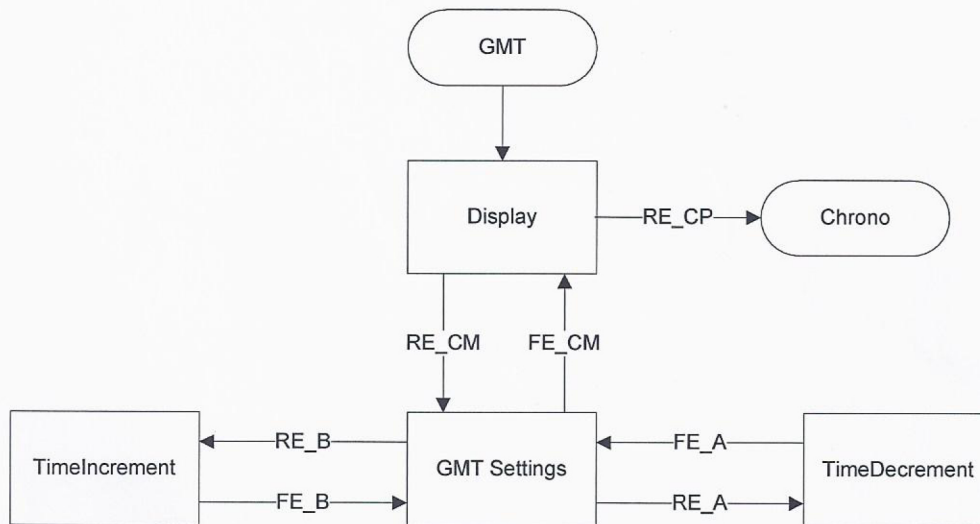 GMT
Display
RE_CP
Chrono
RE_CM
FE_CM
TimeIncrement
RE_B
FE_B
GMT Settings
FE_A
RE_A
TimeDecrement